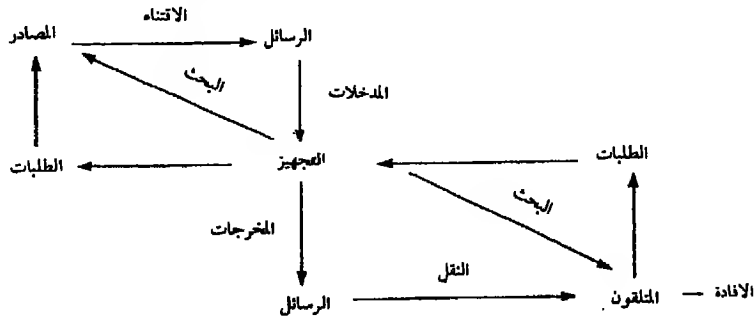 الاقتناء
المصادر
الرسائل
البحث
المدخلات
الطلبات
التجهيز
الطلبات
البحث
المخرجات
النقل
الرسائل
المتلقون
الافادة